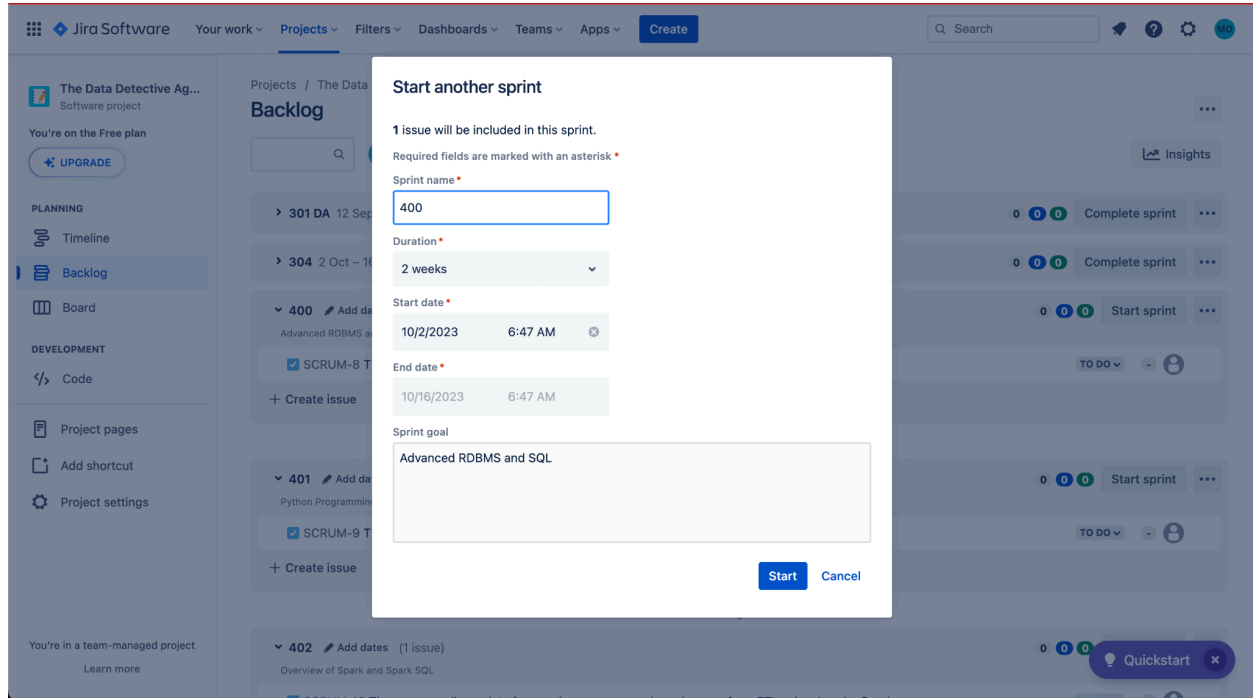 Jira Software Your work Projects Filters Dashboards Teams Apps Create Search MO
The Data Detective Ag...
Software project
You're on the Free plan
UPGRADE
PLANNING
Timeline
Backlog
Board
DEVELOPMENT
Code
Project pages
Add shortcut
Project settings
You're in a team-managed project
Learn more
Projects / The Data
Backlog
Insights
301 DA 12 Sep 0 0 0 Complete sprint
304 2 Oct – 0 0 0 Complete sprint
400 Add da 0 0 0 Start sprint
Advanced RDBMS
SCRUM-8 T TO DO -
+ Create issue
401 Add da 0 0 0 Start sprint
Python Programmin
SCRUM-9 T TO DO -
+ Create issue
402 Add dates (1 issue) 0 0 0
Overview of Spark and Spark SQL
Start another sprint
1 issue will be included in this sprint.
Required fields are marked with an asterisk *
Sprint name *
400
Duration *
2 weeks
Start date *
10/2/2023 6:47 AM
End date *
10/16/2023 6:47 AM
Sprint goal
Advanced RDBMS and SQL
Start Cancel
Quickstart